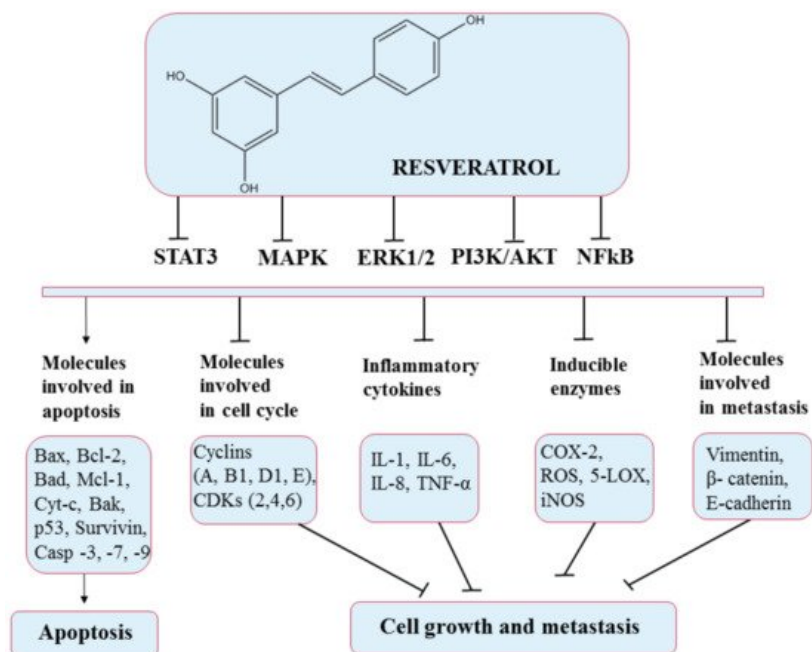 OH
HO
OH
RESVERATROL
STAT3
MAPK
ERK1/2
PI3K/AKT
NFkB
Molecules
involved in
apoptosis
Molecules
involved
in cell cycle
Inflammatory
cytokines
Inducible
enzymes
Molecules
involved
in metastasis
Bax, Bcl-2,
Bad, Mcl-1,
Cyt-c, Bak,
p53, Survivin,
Casp -3, -7, -9
Cyclins
(A, B1, D1, E),
CDKs (2,4,6)
IL-1, IL-6,
IL-8, TNF-α
COX-2,
ROS, 5-LOX,
iNOS
Vimentin,
β- catenin,
E-cadherin
Apoptosis
Cell growth and metastasis